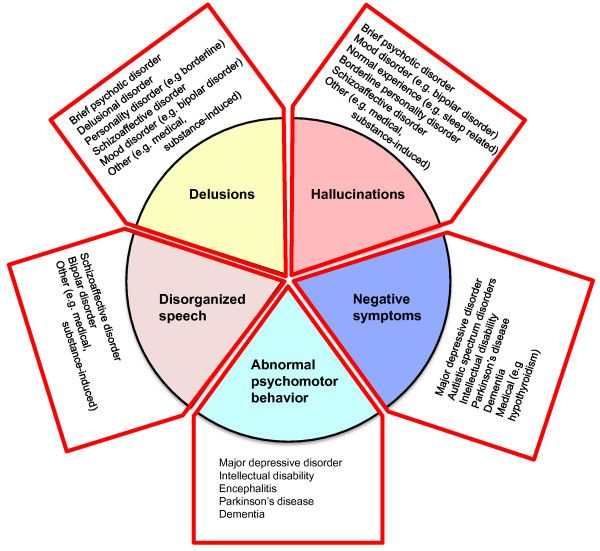 Brief psychotic disorder
Delusional disorder
Personality disorder (e.g borderline)
Schizoaffective disorder
Mood disorder (e.g. bipolar disorder)
Other (e.g. medical,
substance-induced)
Delusions
Brief psychotic disorder
Mood disorder (e.g. bipolar disorder)
Normal experience (e.g. sleep related)
Borderline personality disorder
Schizoaffective disorder
Other (e.g. medical,
substance-induced)
Hallucinations
Schizoaffective disorder
Bipolar disorder
Other (e.g. medical,
substance-induced)
Disorganized
speech
Negative
symptoms
Major depressive disorder
Autistic spectrum disorders
Intellectual disability
Parkinson's disease
Dementia
Medical (e.g
hypothyroidism)
Abnormal
psychomotor
behavior
Major depressive disorder
Intellectual disability
Encephalitis
Parkinson's disease
Dementia